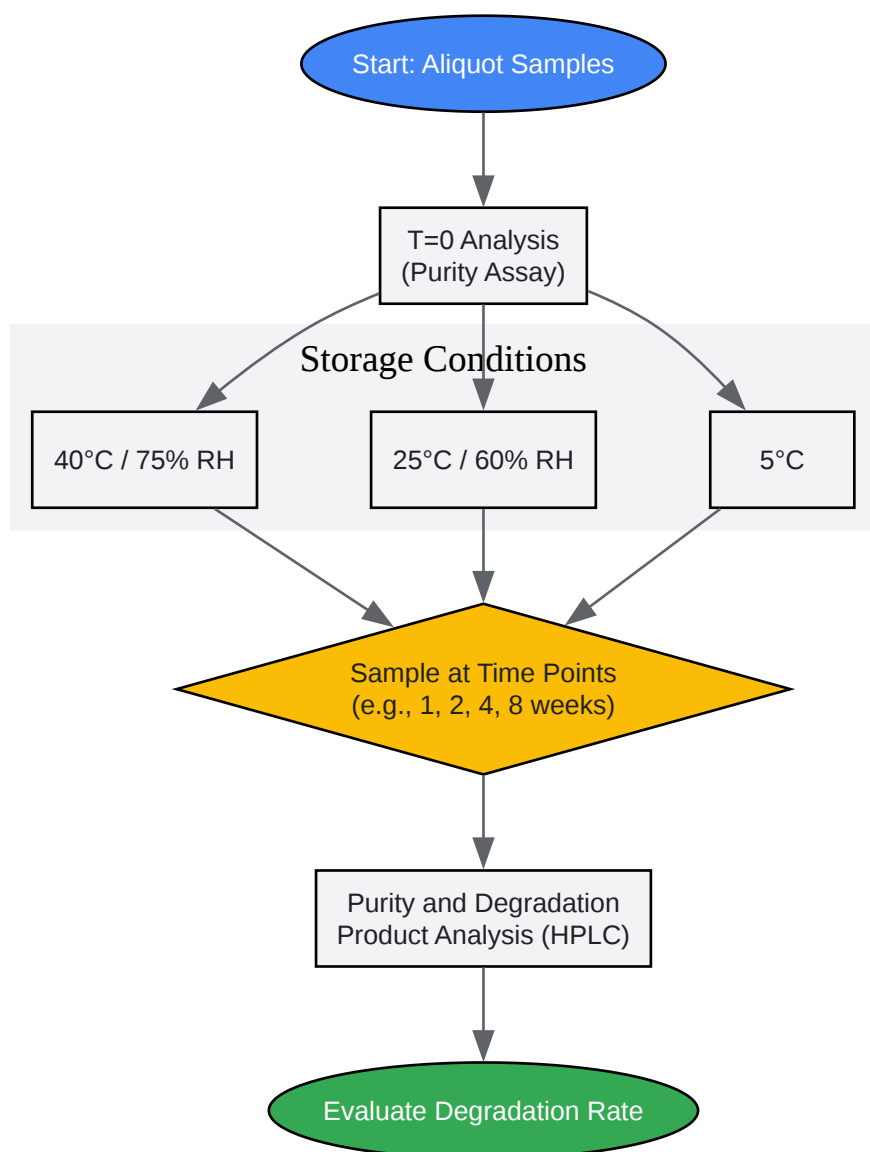 Start: Aliquot Samples
T=0 Analysis
(Purity Assay)
Storage Conditions
40°C / 75% RH
25°C / 60% RH
5°C
Sample at Time Points
(e.g., 1, 2, 4, 8 weeks)
Purity and Degradation
Product Analysis (HPLC)
Evaluate Degradation Rate